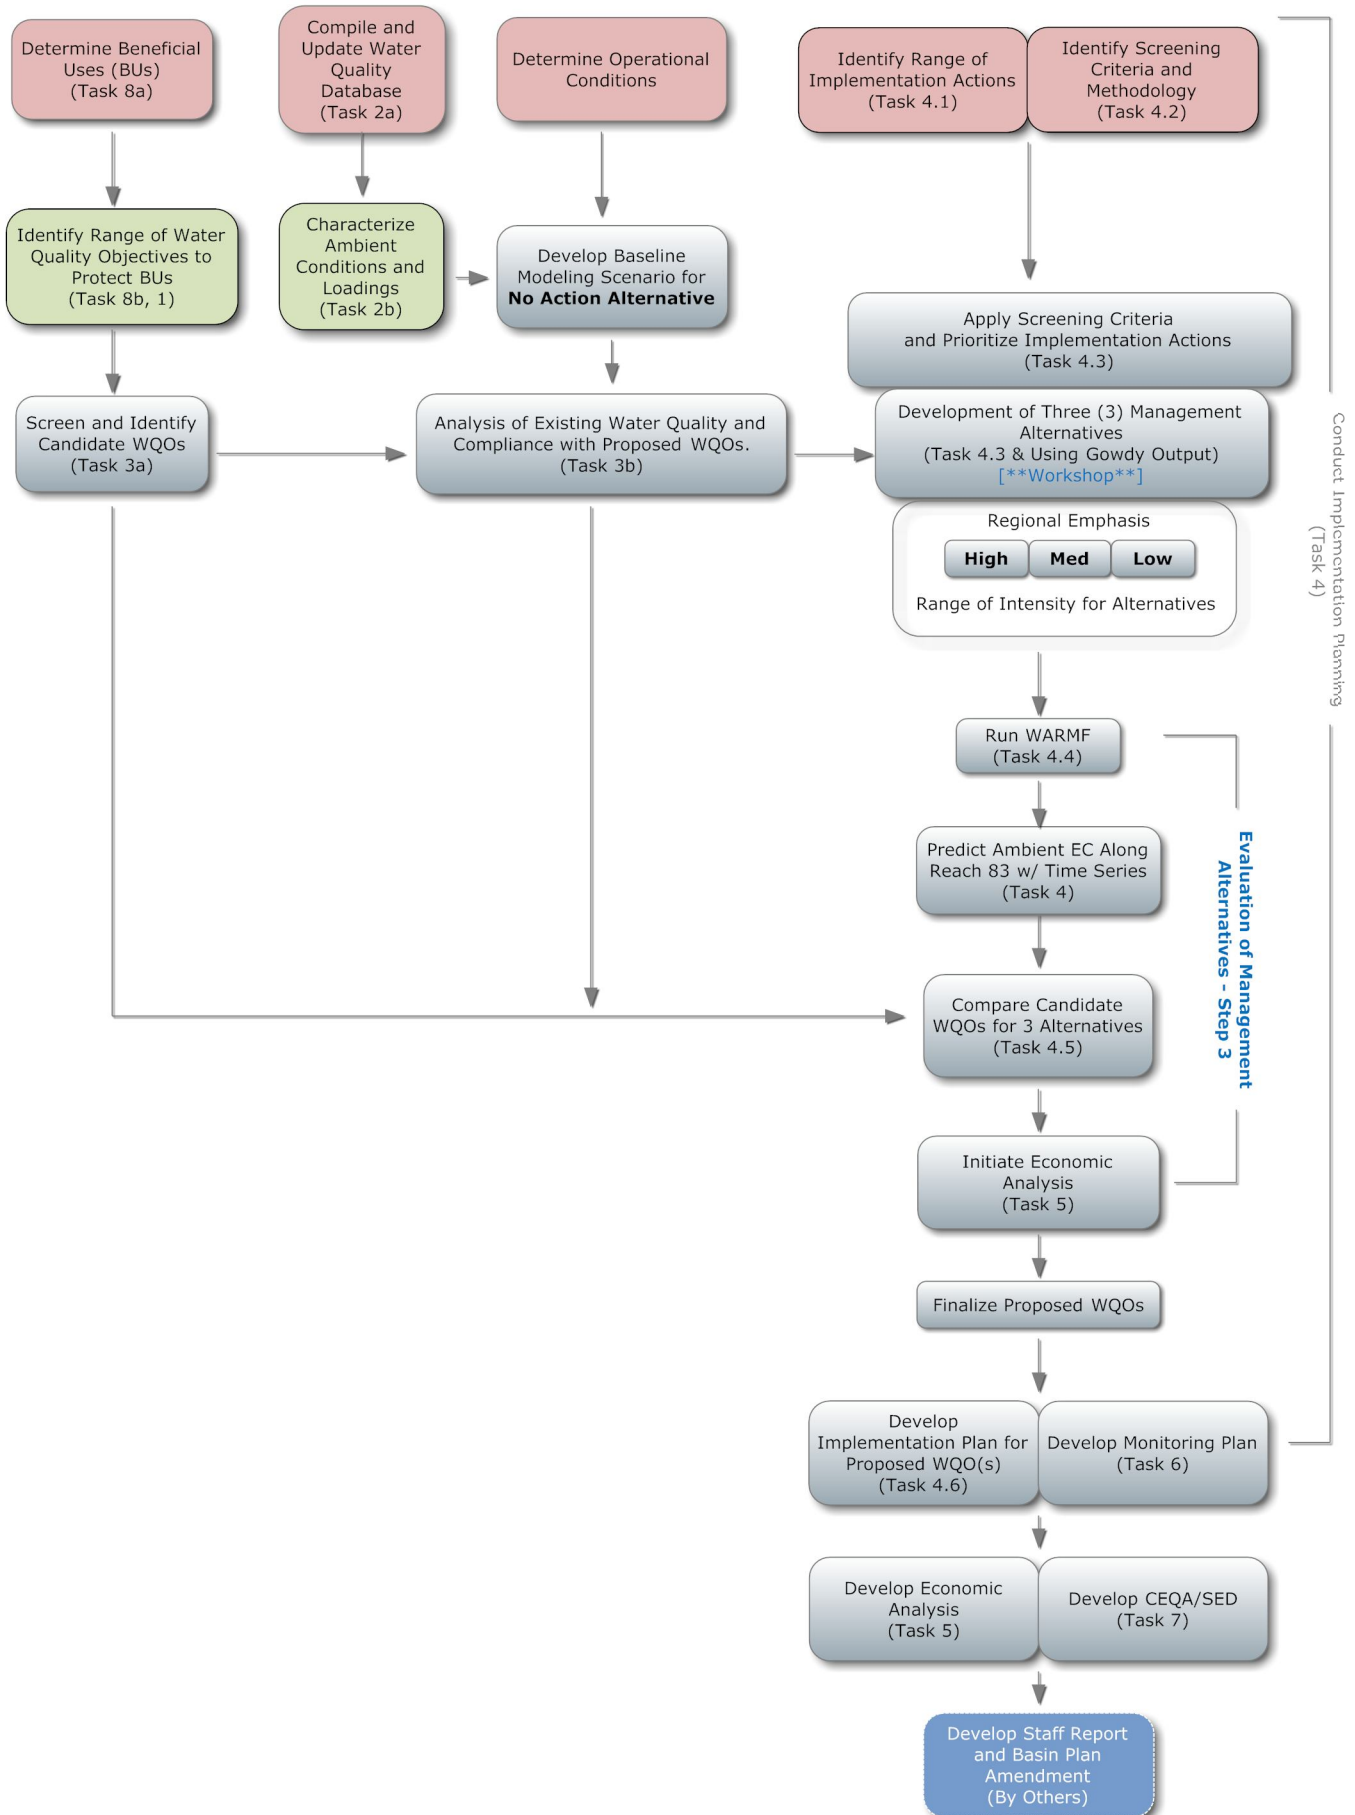 Determine Beneficial
Uses (BUs)
(Task 8a)
Compile and
Update Water
Quality
Database
(Task 2a)
Determine Operational
Conditions
Identify Range of
Implementation Actions
(Task 4.1)
Identify Screening
Criteria and
Methodology
(Task 4.2)
Identify Range of Water
Quality Objectives to
Protect BUs
(Task 8b, 1)
Characterize
Ambient
Conditions and
Loadings
(Task 2b)
Develop Baseline
Modeling Scenario for
No Action Alternative
Apply Screening Criteria
and Prioritize Implementation Actions
(Task 4.3)
Screen and Identify
Candidate WQOs
(Task 3a)
Analysis of Existing Water Quality and
Compliance with Proposed WQOs.
(Task 3b)
Development of Three (3) Management
Alternatives
(Task 4.3 & Using Gowdy Output)
[**Workshop**]
Regional Emphasis
High Med Low
Range of Intensity for Alternatives
Conduct Implementation Planning
(Task 4)
Run WARMF
(Task 4.4)
Predict Ambient EC Along
Reach 83 w/ Time Series
(Task 4)
Evaluation of Management
Alternatives - Step 3
Compare Candidate
WQOs for 3 Alternatives
(Task 4.5)
Initiate Economic
Analysis
(Task 5)
Finalize Proposed WQOs
Develop
Implementation Plan for
Proposed WQO(s)
(Task 4.6)
Develop Monitoring Plan
(Task 6)
Develop Economic
Analysis
(Task 5)
Develop CEQA/SED
(Task 7)
Develop Staff Report
and Basin Plan
Amendment
(By Others)